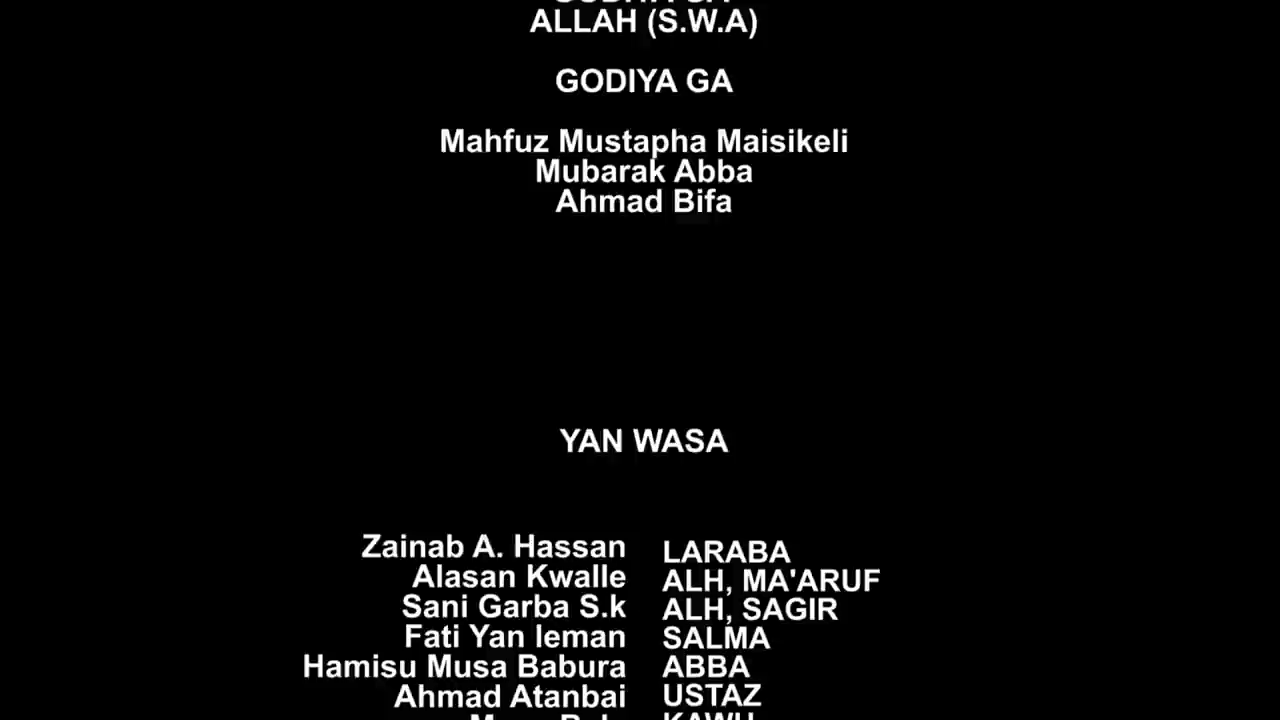 ALLAH (S.W.A)
GODIYA GA
Mahfuz Mustapha Maisikeli
Mubarak Abba
Ahmad Bifa
YAN WASA
Zainab A. Hassan LARABA
Alasan Kwalle ALH, MA'ARUF
Sani Garba S.k ALH, SAGIR
Fati Yan leman SALMA
Hamisu Musa Babura ABBA
Ahmad Atanbai USTAZ